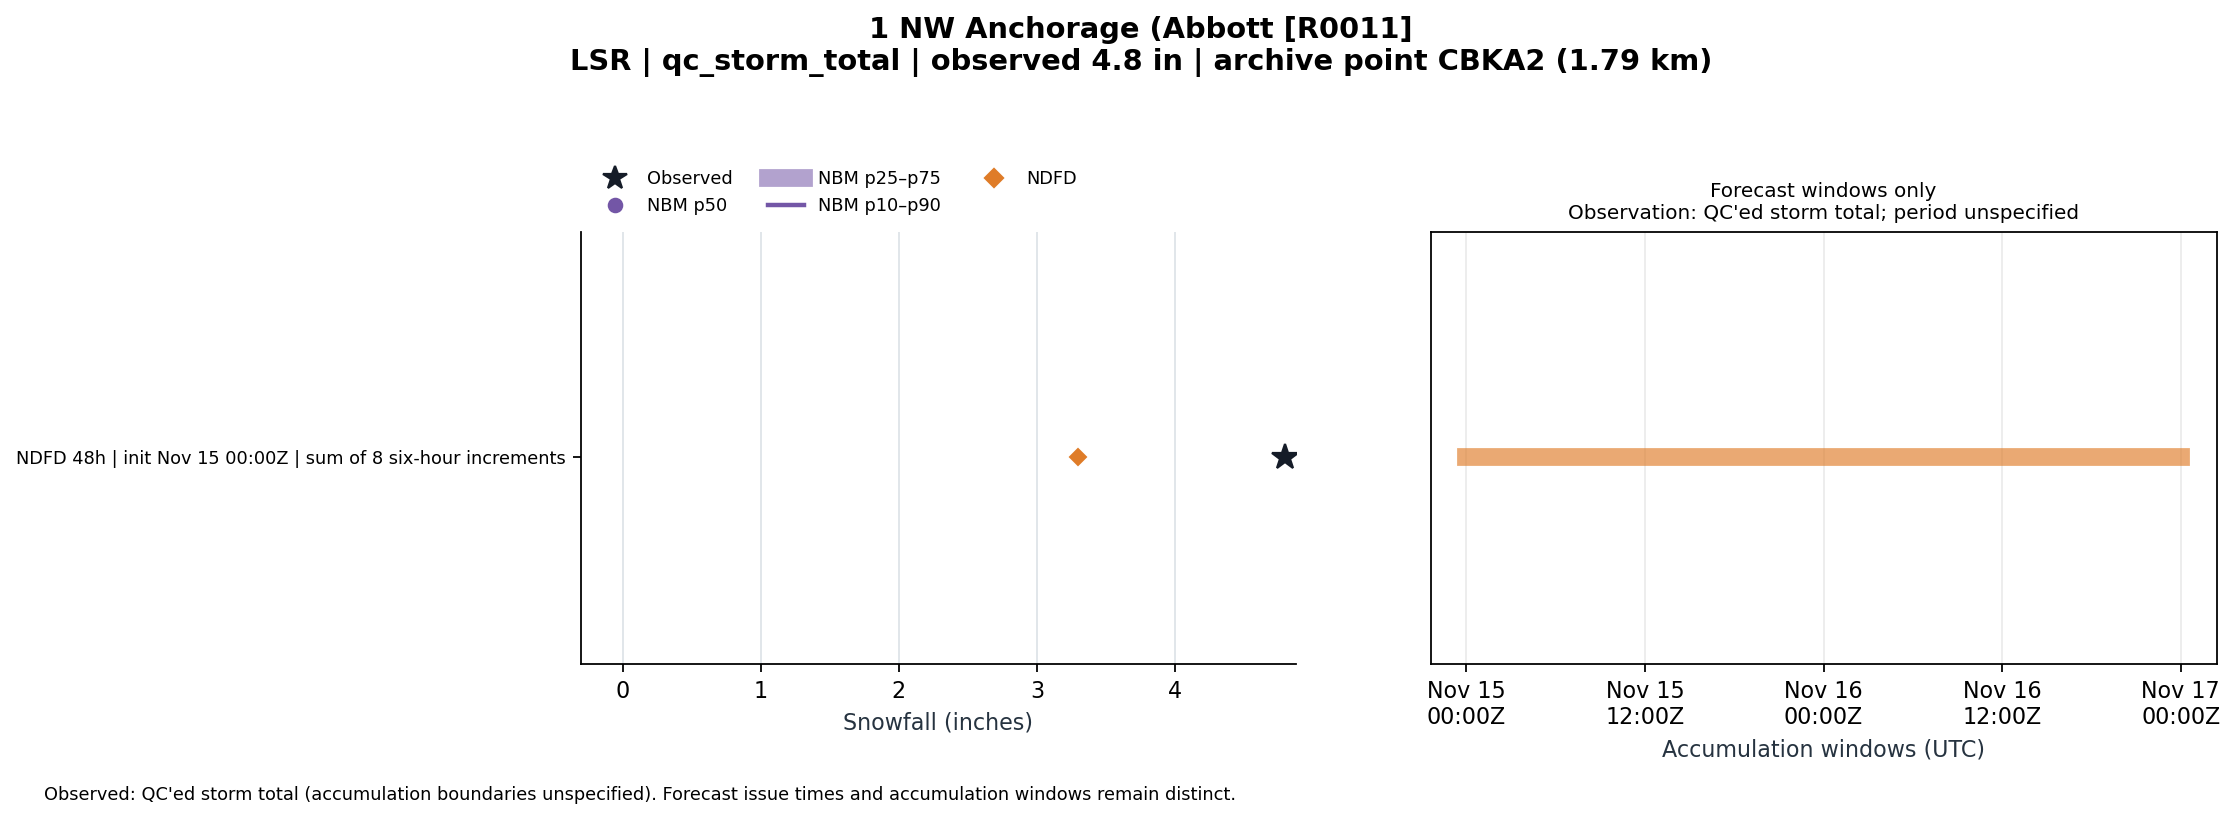 1 NW Anchorage (Abbott [R0011]
LSR | qc_storm_total | observed 4.8 in | archive point CBKA2 (1.79 km)
Observed
NBM p25–p75
NDFD
NBM p50
NBM p10–p90
Forecast windows only
Observation: QC'ed storm total; period unspecified
NDFD 48h | init Nov 15 00:00Z | sum of 8 six-hour increments
0 1 2 3 4
Snowfall (inches)
Nov 15 Nov 15 Nov 16 Nov 16 Nov 17
00:00Z 12:00Z 00:00Z 12:00Z 00:00Z
Accumulation windows (UTC)
Observed: QC'ed storm total (accumulation boundaries unspecified). Forecast issue times and accumulation windows remain distinct.